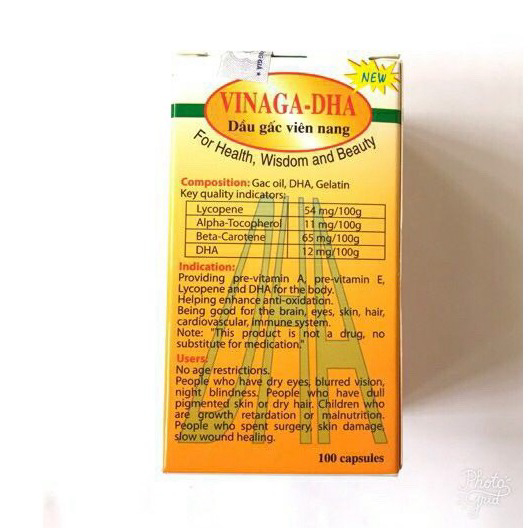 NEW
VINAGA-DHA
Dầu gấc viên nang
For Health, Wisdom and Beauty
Composition: Gac oil, DHA, Gelatin
Key quality indicators:
Lycopene 54 mg/100g
Alpha-Tocopherol 11 mg/100g
Beta-Carotene 65 mg/100g
DHA 12 mg/100g
Indication:
Providing pre-vitamin A, pre-vitamin E,
Lycopene and DHA for the body.
Helping enhance anti-oxidation.
Being good for the brain, eyes, skin, hair,
cardiovascular, immune system.
Note: "This product is not a drug, no
substitute for medication."
Users:
No age restrictions.
People who have dry eyes, blurred vision,
night blindness. People who have dull
pigmented skin or dry hair. Children who
are growth retardation or malnutrition.
People who spent surgery, skin damage,
slow wound healing.
100 capsules
Photo